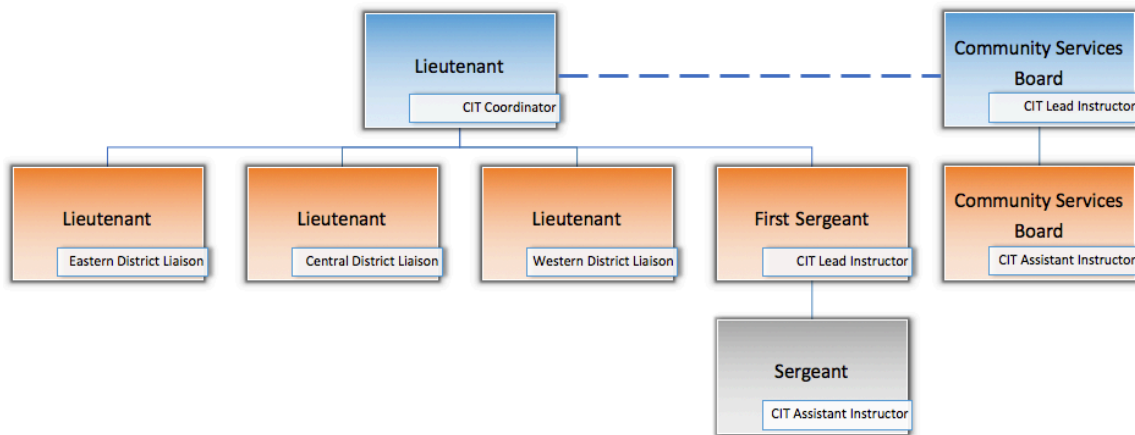 Lieutenant
CIT Coordinator
Community Services
Board
CIT Lead Instructor
Lieutenant
Eastern District Liaison
Lieutenant
Central District Liaison
Lieutenant
Western District Liaison
First Sergeant
CIT Lead Instructor
Community Services
Board
CIT Assistant Instructor
Sergeant
CIT Assistant Instructor